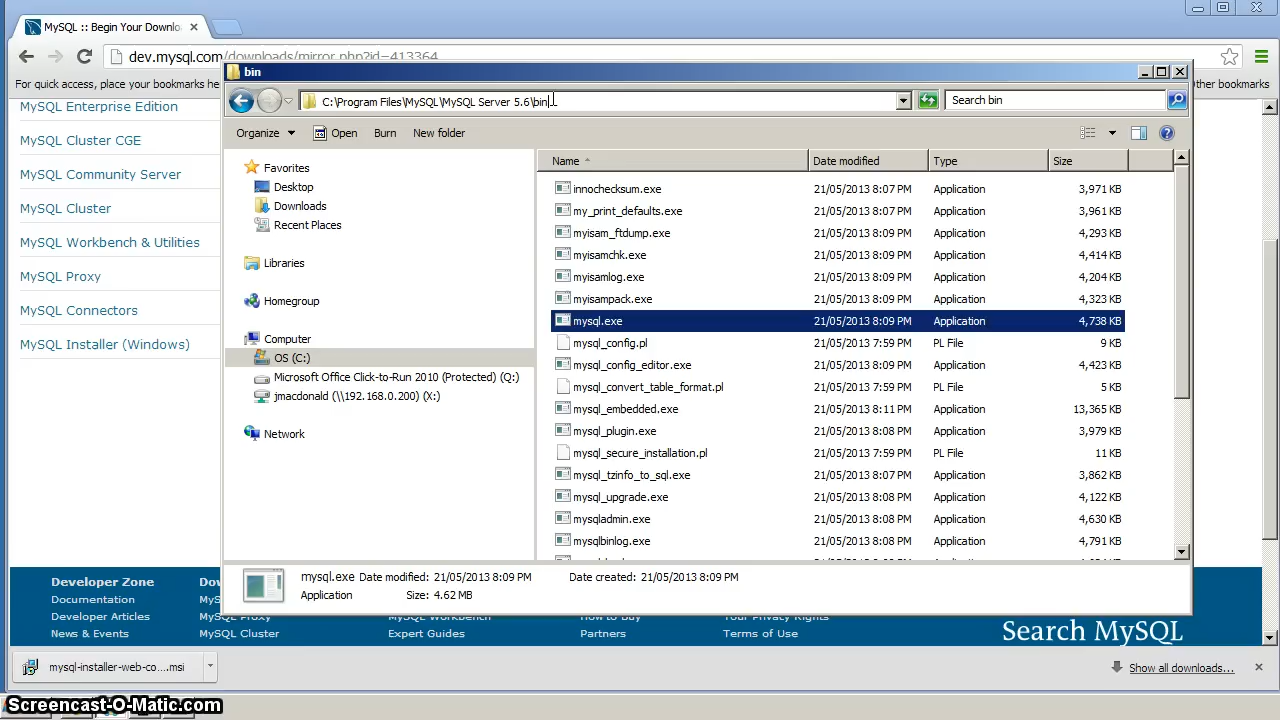 MySQL :: Begin Your Downlo
dev.mysql.com/downloads/mirror.php?id=413364
For quick access, place your bookmarks he
er bookmarks
MySQL Enterprise Edition
MySQL Cluster CGE
MySQL Community Server
MySQL Cluster
MySQL Workbench & Utilities
MySQL Proxy
MySQL Connectors
MySQL Installer (Windows)
bin
C:\Program Files\MySQL\MySQL Server 5.6\bin
Search bin
Organize Open Burn New folder
Favorites
Desktop
Downloads
Recent Places
Libraries
Homegroup
Computer
OS (C:)
Microsoft Office Click-to-Run 2010 (Protected) (Q:)
jmacdonald (\\192.168.0.200) (X:)
Network
Name Date modified Type Size
innochecksum.exe 21/05/2013 8:07 PM Application 3,971 KB
my_print_defaults.exe 21/05/2013 8:07 PM Application 3,961 KB
myisam_ftdump.exe 21/05/2013 8:09 PM Application 4,293 KB
myisamchk.exe 21/05/2013 8:09 PM Application 4,414 KB
myisamlog.exe 21/05/2013 8:09 PM Application 4,204 KB
myisampack.exe 21/05/2013 8:09 PM Application 4,323 KB
mysql.exe 21/05/2013 8:09 PM Application 4,738 KB
mysql_config.pl 21/05/2013 7:59 PM PL File 9 KB
mysql_config_editor.exe 21/05/2013 8:09 PM Application 4,423 KB
mysql_convert_table_format.pl 21/05/2013 7:59 PM PL File 5 KB
mysql_embedded.exe 21/05/2013 8:11 PM Application 13,365 KB
mysql_plugin.exe 21/05/2013 8:08 PM Application 3,979 KB
mysql_secure_installation.pl 21/05/2013 7:59 PM PL File 11 KB
mysql_tzinfo_to_sql.exe 21/05/2013 8:07 PM Application 3,862 KB
mysql_upgrade.exe 21/05/2013 8:08 PM Application 4,122 KB
mysqladmin.exe 21/05/2013 8:08 PM Application 4,630 KB
mysqlbinlog.exe 21/05/2013 8:09 PM Application 4,791 KB
mysql.exe Date modified: 21/05/2013 8:09 PM Date created: 21/05/2013 8:09 PM
Application Size: 4.62 MB
Developer Zone
Documentation
Developer Articles
News & Events
Dow
MyS
MySQL Proxy
MySQL Cluster
MySQL Workbench
Expert Guides
How to Buy
Partners
Your Privacy Rights
Terms of Use
Search MySQL
mysql-installer-web-co....msi
Show all downloads...
Screencast-O-Matic.com